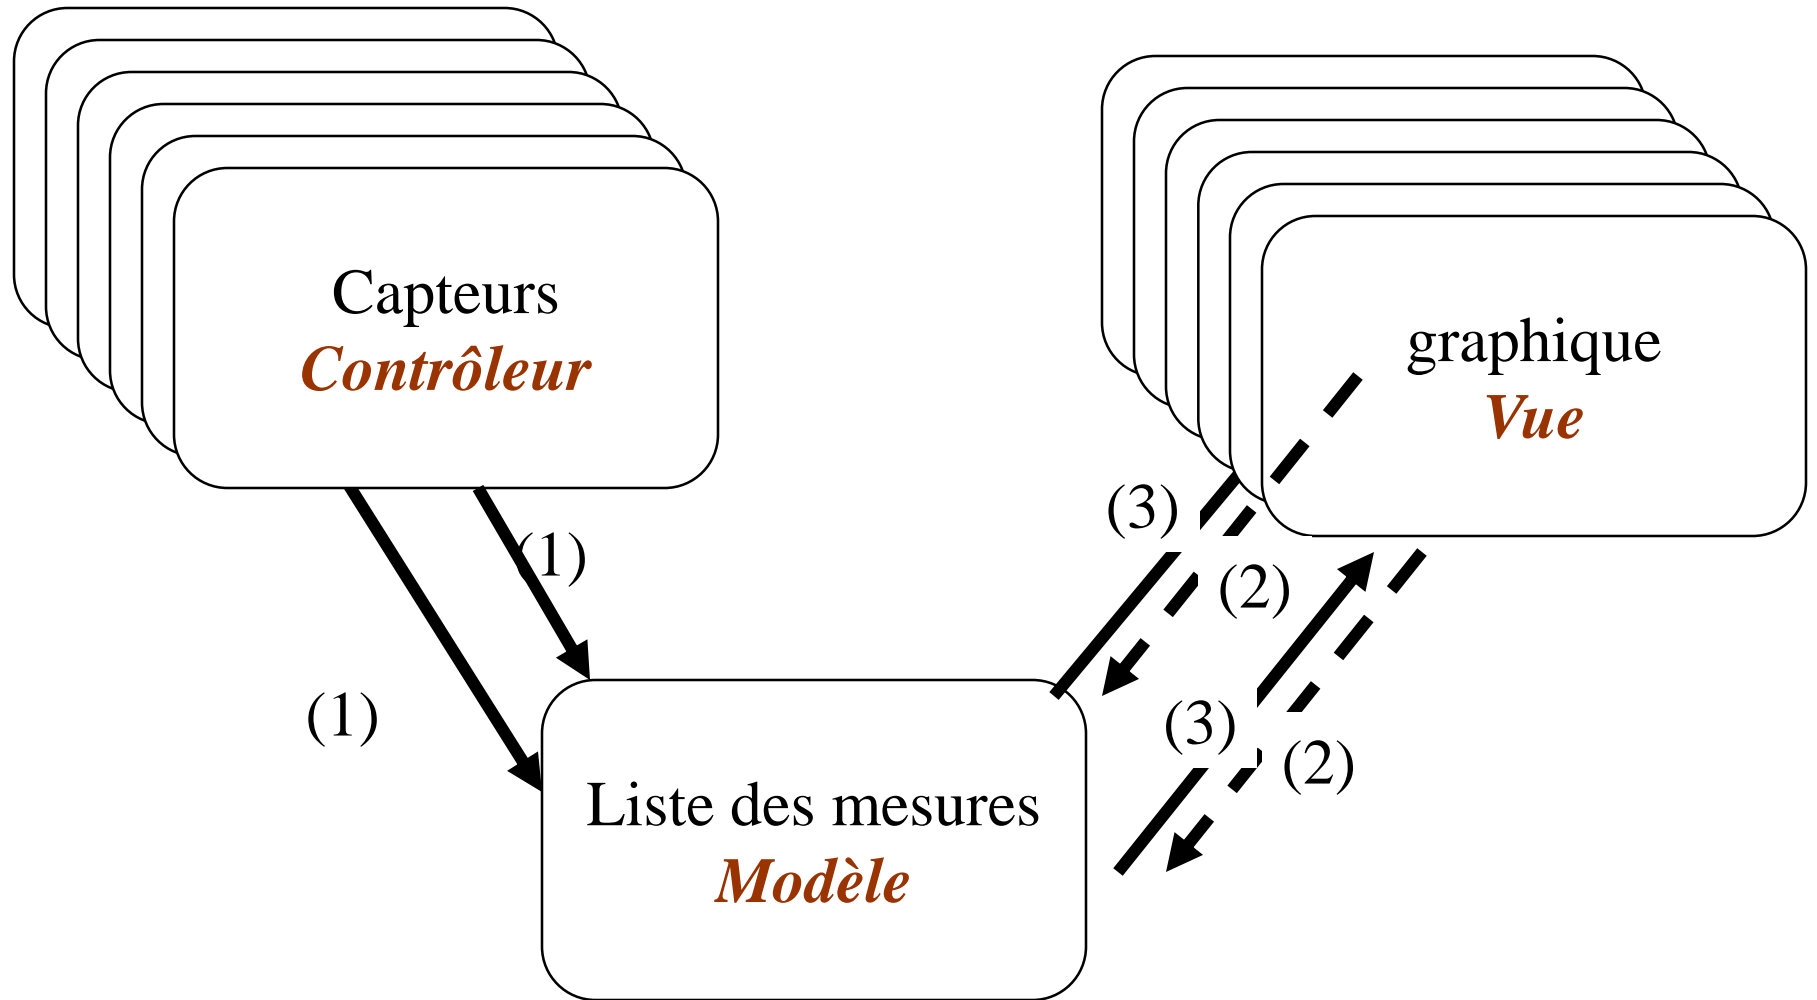 Capteurs
Contrôleur
graphique
Vue
(3)
(1)
(2)
(1)
(3)
(2)
Liste des mesures
Modèle